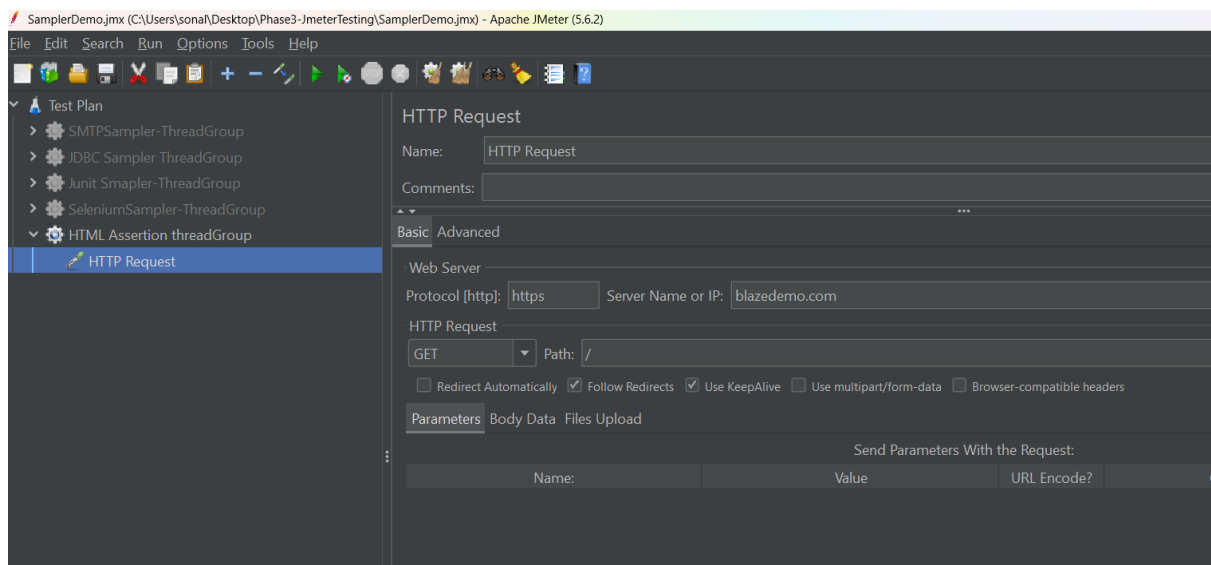 SamplerDemo.jmx (C:\Users\sonal\Desktop\Phase3-JmeterTesting\SamplerDemo.jmx) - Apache JMeter (5.6.2)
File Edit Search Run Options Tools Help
Test Plan
SMTPSampler-ThreadGroup
JDBC Sampler ThreadGroup
Junit Smapler-ThreadGroup
SeleniumSampler-ThreadGroup
HTML Assertion threadGroup
HTTP Request
HTTP Request
Name: HTTP Request
Comments:
Basic Advanced
Web Server
Protocol [http]: https Server Name or IP: blazedemo.com
HTTP Request
GET Path: /
Redirect Automatically Follow Redirects Use KeepAlive Use multipart/form-data Browser-compatible headers
Parameters Body Data Files Upload
Send Parameters With the Request:
Name: Value URL Encode?